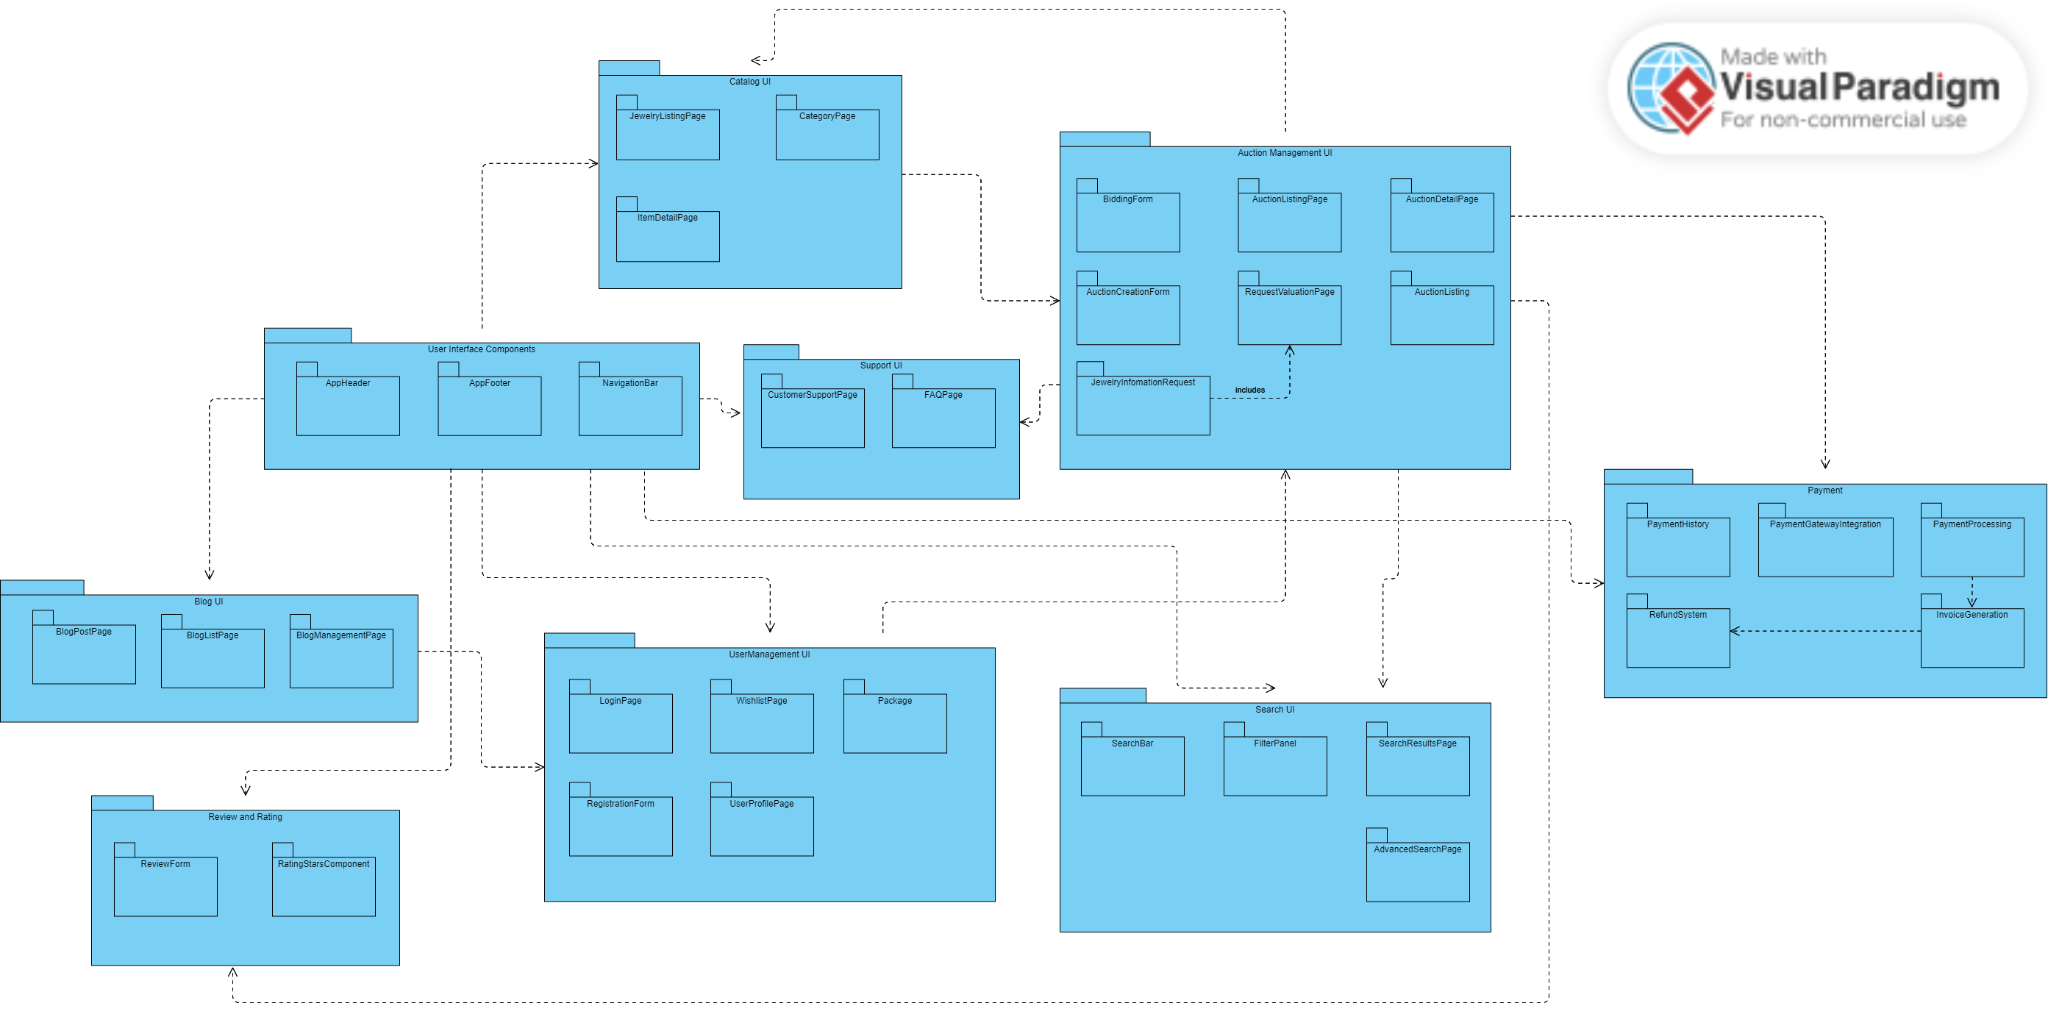 Made with
Visual Paradigm
For non-commercial use
Catalog UI
JewelryListingPage
CategoryPage
ItemDetailPage
Auction Management UI
BiddingForm
AuctionListingPage
AuctionDetailPage
AuctionCreationForm
RequestValuationPage
AuctionListing
JewelryInfomationRequest
includes
User Interface Components
AppHeader
AppFooter
NavigationBar
Support UI
CustomerSupportPage
FAQPage
Payment
PaymentHistory
PaymentGatewayIntegration
PaymentProcessing
RefundSystem
InvoiceGeneration
Blog UI
BlogPostPage
BlogListPage
BlogManagementPage
UserManagement UI
LoginPage
WishlistPage
Package
RegistrationForm
UserProfilePage
Search UI
SearchBar
FilterPanel
SearchResultsPage
AdvancedSearchPage
Review and Rating
ReviewForm
RatingStarsComponent